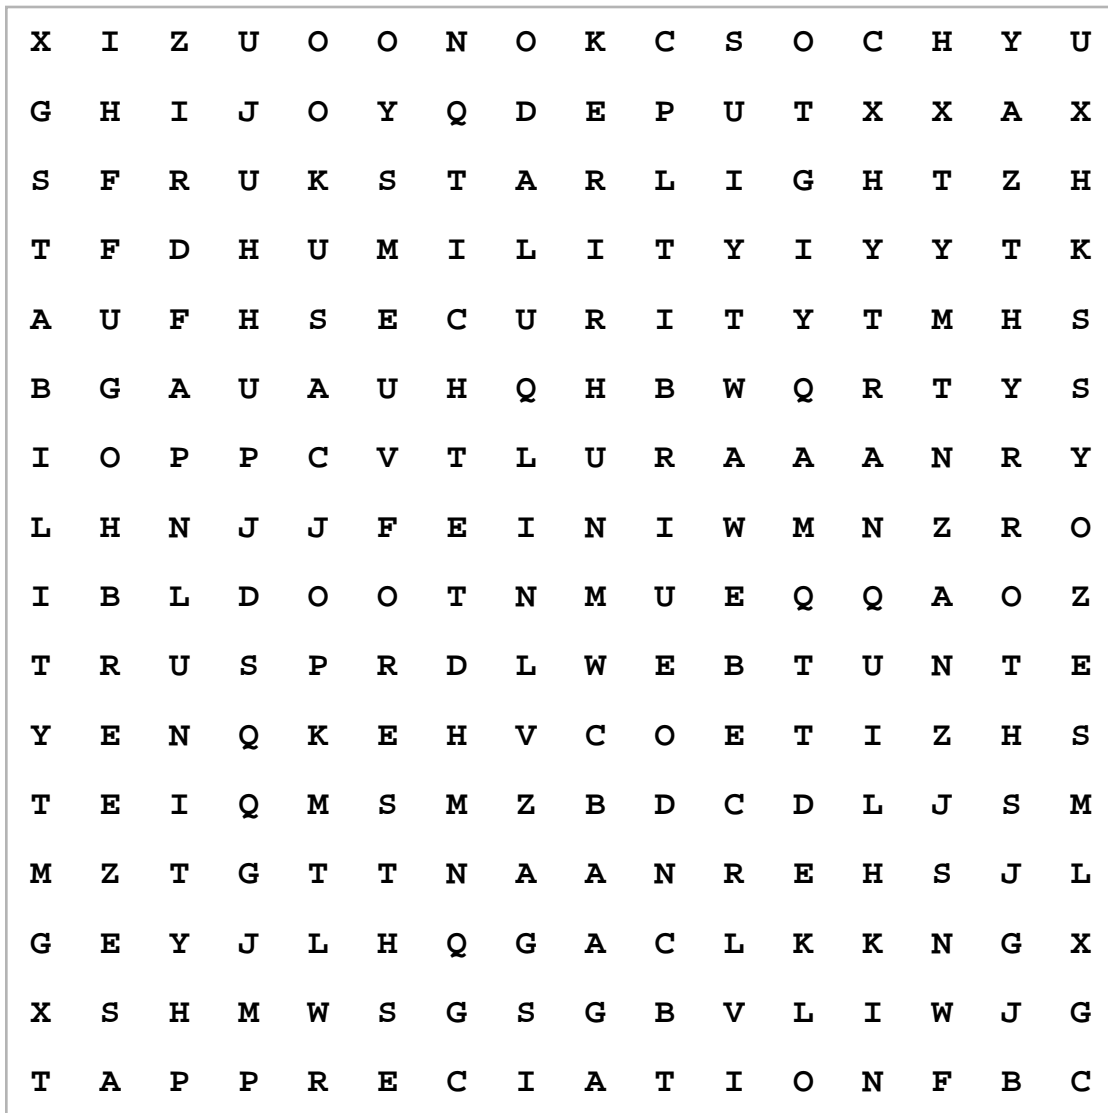 X I Z U O O N O K C S O C H Y U
G H I J O Y Q D E P U T X X A X
S F R U K S T A R L I G H T Z H
T F D H U M I L I T Y I Y Y T K
A U F H S E C U R I T Y T M H S
B G A U A U H Q H B W Q R T Y S
I O P P C V T L U R A A A N R Y
L H N J J F E I N I W M N Z R O
I B L D O O T N M U E Q Q A O Z
T R U S P R D L W E B T U N T E
Y E N Q K E H V C O E T I Z H S
T E I Q M S M Z B D C D L J S M
M Z T G T T N A A N R E H S J L
G E Y J L H Q G A C L K K N G X
X S H M W S G S G B V L I W J G
T A P P R E C I A T I O N F B C